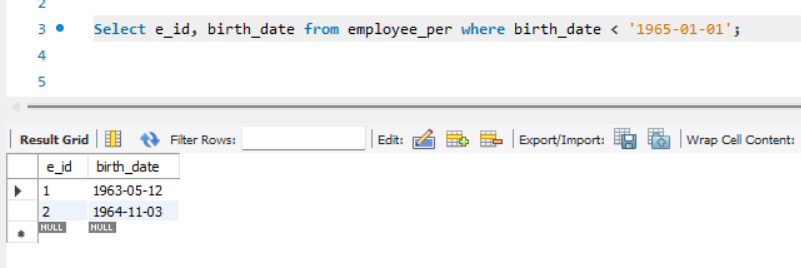 2
3 Select e_id, birth_date from employee_per where birth_date < '1965-01-01';
4
5
Result Grid Filter Rows: Edit: Export/Import: Wrap Cell Content:
e_id birth_date
1 1963-05-12
2 1964-11-03
NULL NULL